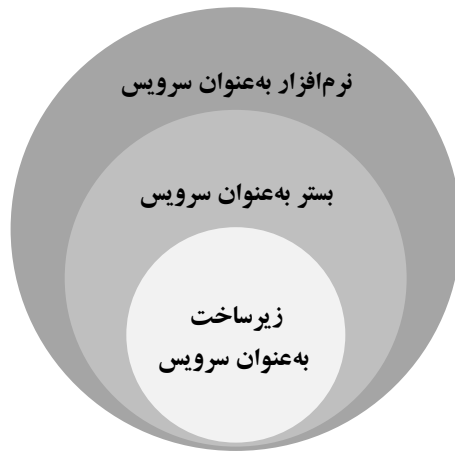 نرم‌افزار به‌عنوان سرویس
بستر به‌عنوان سرویس
زیرساخت
به‌عنوان سرویس